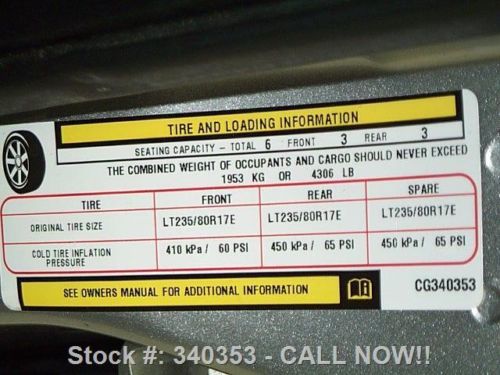 TIRE AND LOADING INFORMATION
SEATING CAPACITY - TOTAL 6 FRONT 3 REAR 3
THE COMBINED WEIGHT OF OCCUPANTS AND CARGO SHOULD NEVER EXCEED
1953 KG OR 4306 LB
TIRE FRONT REAR SPARE
ORIGINAL TIRE SIZE LT235/80R17E LT235/80R17E LT235/80R17E
COLD TIRE INFLATION PRESSURE 410 kPa / 60 PSI 450 kPa / 65 PSI 450 kPa / 65 PSI
SEE OWNERS MANUAL FOR ADDITIONAL INFORMATION
CG340353
Stock #: 340353 - CALL NOW!!